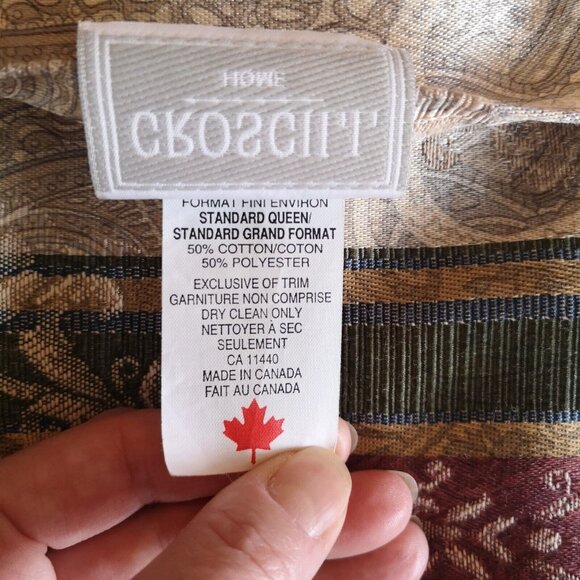 HOME
CROSCILL
FORMAT FINI ENVIRON
STANDARD QUEEN/
STANDARD GRAND FORMAT
50% COTTON/COTON
50% POLYESTER
EXCLUSIVE OF TRIM
GARNITURE NON COMPRISE
DRY CLEAN ONLY
NETTOYER À SEC
SEULEMENT
CA 11440
MADE IN CANADA
FAIT AU CANADA